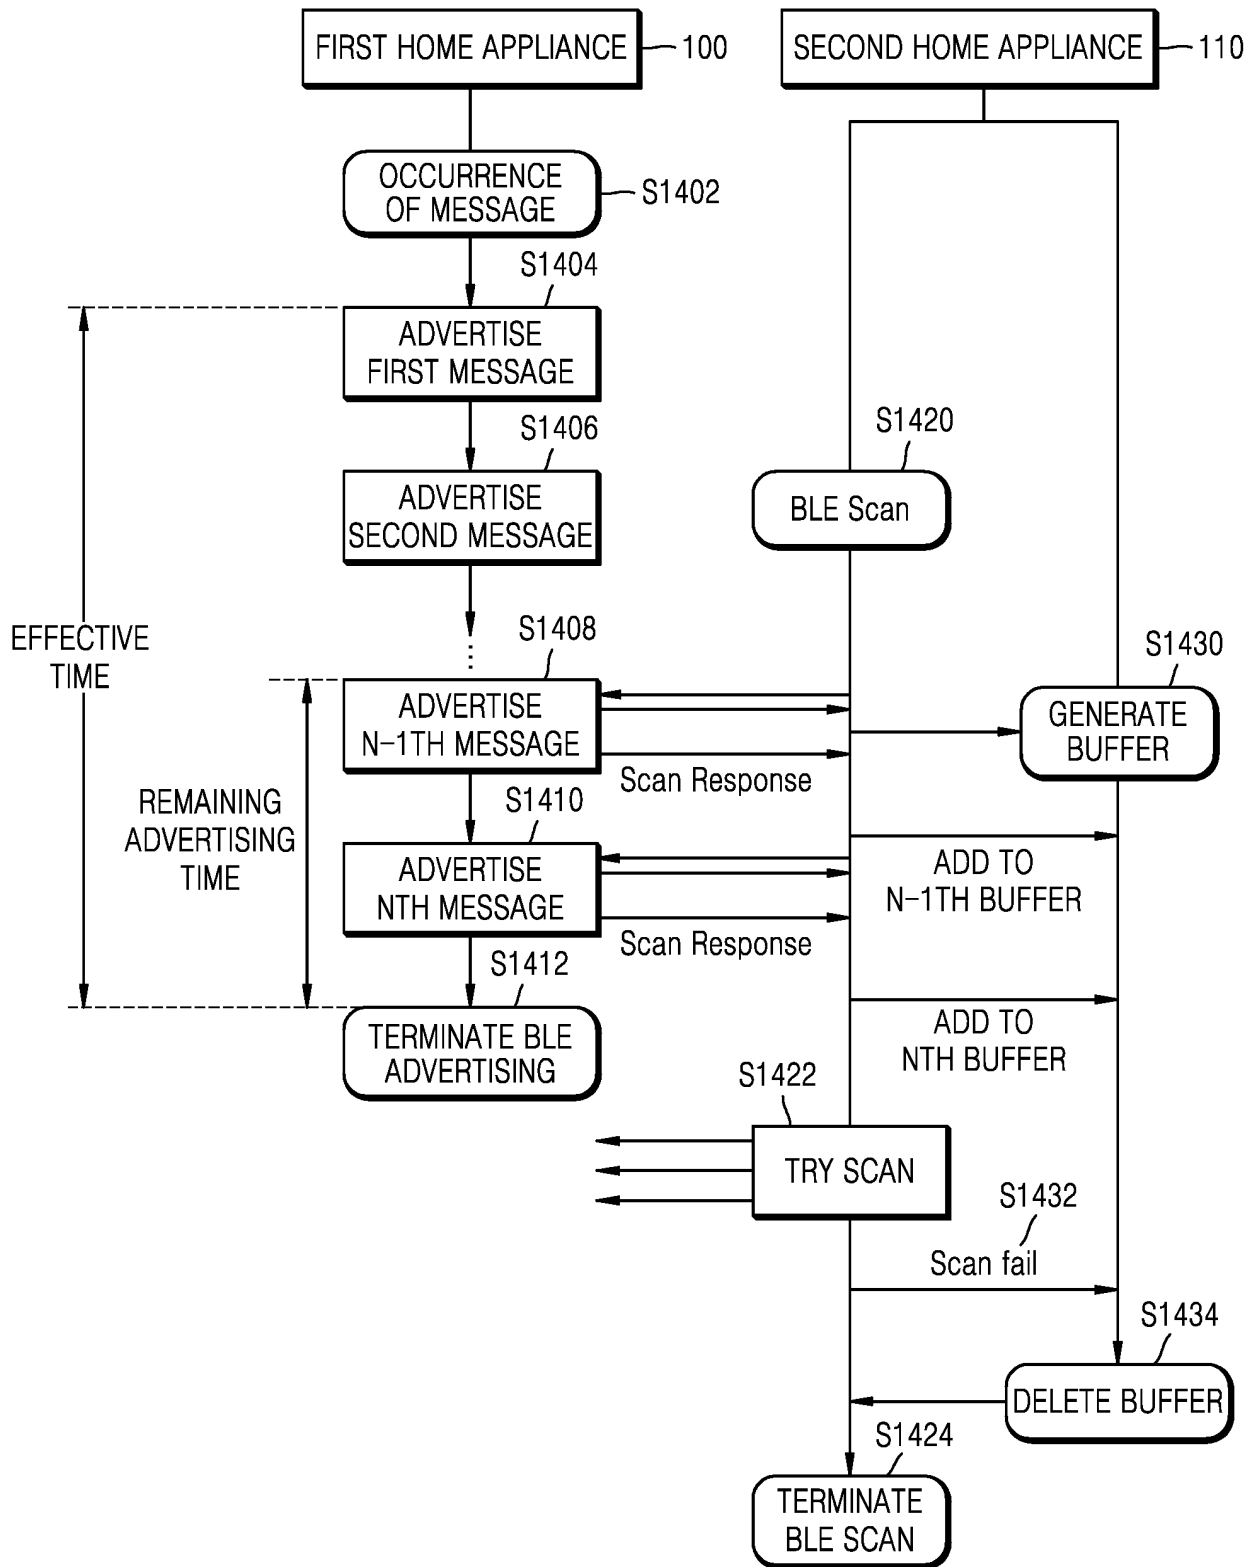 FIRST HOME APPLIANCE
100
SECOND HOME APPLIANCE
110
OCCURRENCE
OF MESSAGE
S1402
S1404
ADVERTISE
FIRST MESSAGE
S1406
ADVERTISE
SECOND MESSAGE
S1420
BLE Scan
EFFECTIVE
TIME
S1408
ADVERTISE
N-1TH MESSAGE
S1430
GENERATE
BUFFER
Scan Response
REMAINING
ADVERTISING
TIME
S1410
ADVERTISE
NTH MESSAGE
ADD TO
N-1TH BUFFER
Scan Response
S1412
TERMINATE BLE
ADVERTISING
ADD TO
NTH BUFFER
S1422
TRY SCAN
S1432
Scan fail
S1434
DELETE BUFFER
S1424
TERMINATE
BLE SCAN